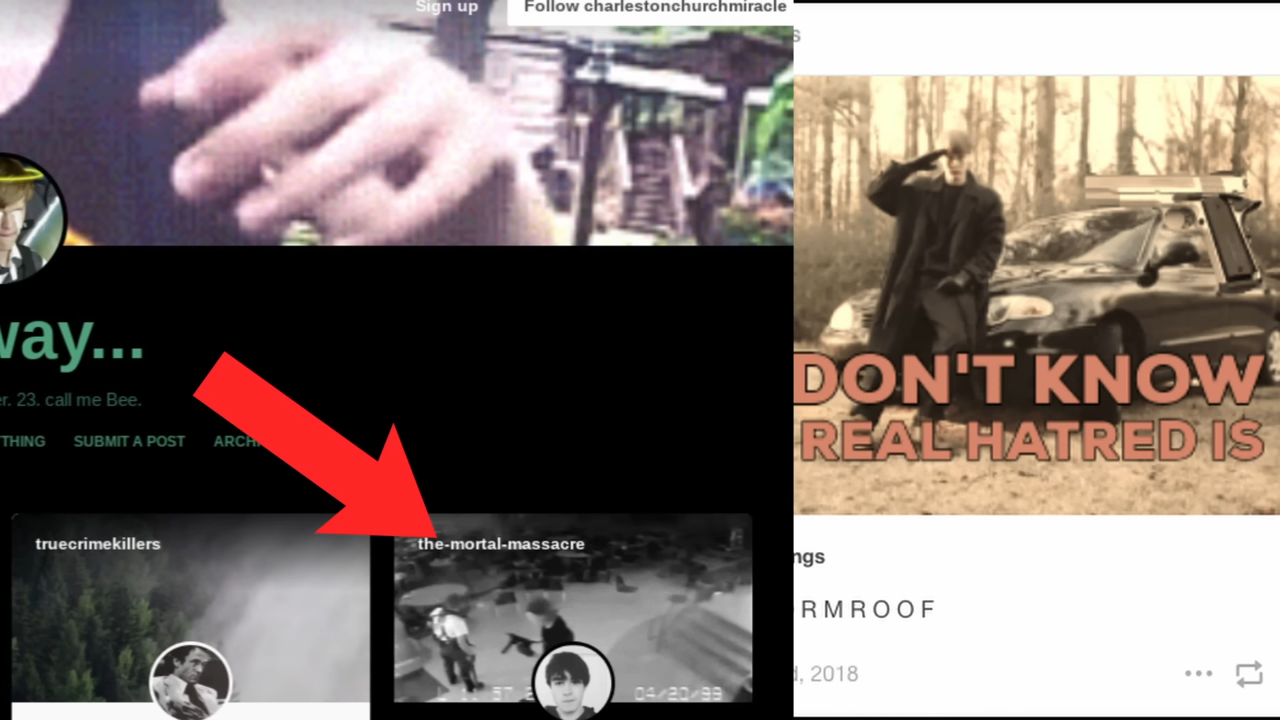 Sign up
Follow charlestonchurchmiracle
way...
er. 23. call me Bee.
THING SUBMIT A POST ARCHI
truecrimekillers
the-mortal-massacre
04/20/99
s
DON'T KNOW
REAL HATRED IS
ngs
RMROOF
d, 2018